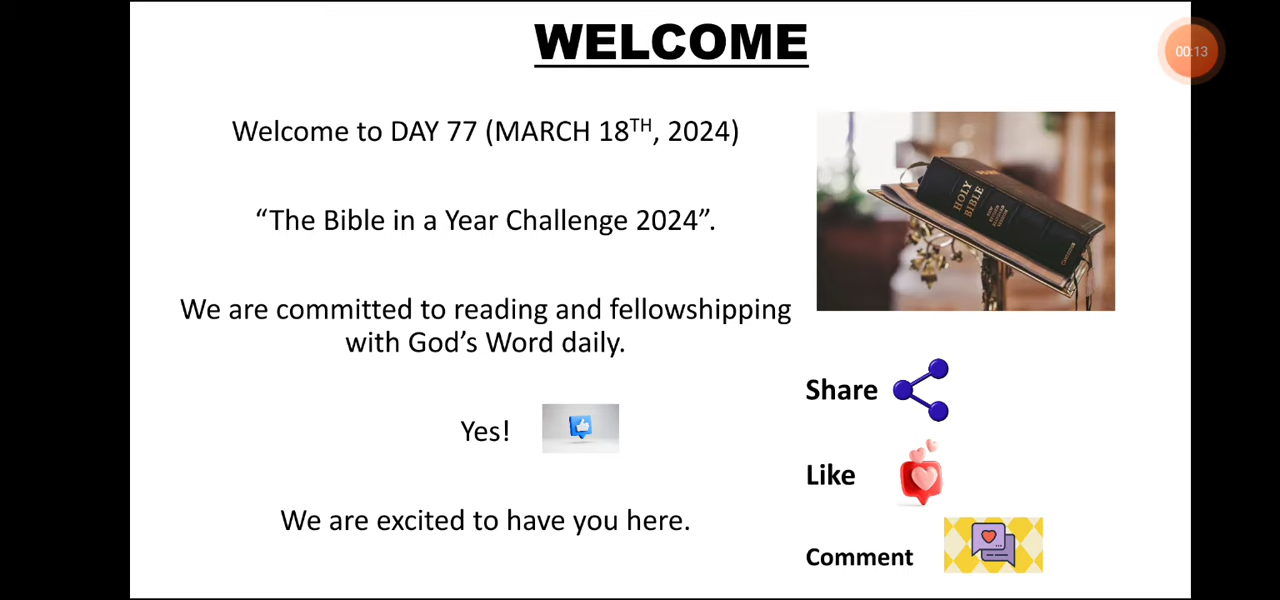 WELCOME
00:13
Welcome to DAY 77 (MARCH 18TH, 2024)
“The Bible in a Year Challenge 2024”.
We are committed to reading and fellowshipping
with God’s Word daily.
Yes!
We are excited to have you here.
HOLY
BIBLE
Share
Like
Comment